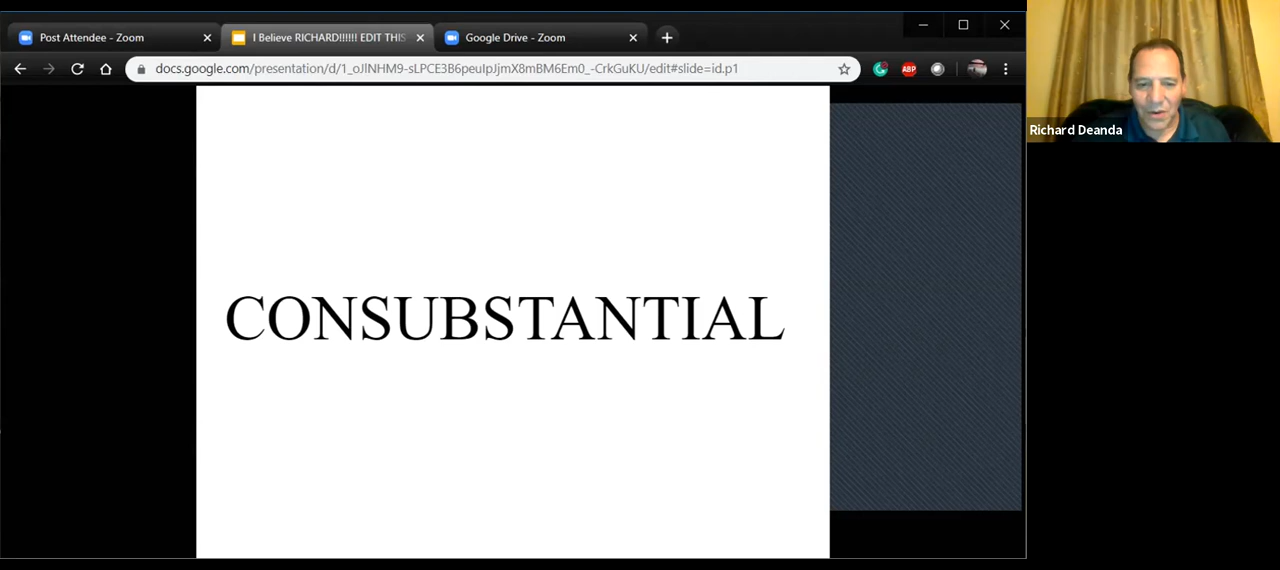 Post Attendee - Zoom
I Believe RICHARD!!!!!! EDIT THIS
Google Drive - Zoom
docs.google.com/presentation/d/1_oJlNHM9-sLPCE3B6peuIpJjmX8mBM6Em0_-CrkGuKU/edit#slide=id.p1
ABP
Richard Deanda
CONSUBSTANTIAL